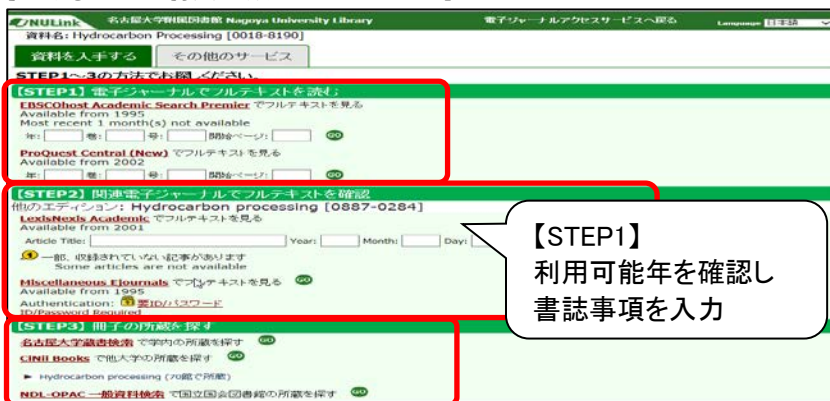 NULink 名古屋大学附属図書館 Nagoya University Library 電子ジャーナルアクセスサービスへ戻る Language 日本語
資料名: Hydrocarbon Processing [0018-8190]
資料を入手する その他のサービス
STEP1~3の方法でお探しください。
【STEP1】電子ジャーナルでフルテキストを読む
EBSCOhost Academic Search Premier でフルテキストを見る
Available from 1995
Most recent 1 month(s) not available
年: 巻: 号: 開始ページ: GO
ProQuest Central (New) でフルテキストを見る
Available from 2002
年: 巻: 号: 開始ページ: GO
【STEP2】関連電子ジャーナルでフルテキストを確認
他のエディション: Hydrocarbon processing [0887-0284]
LexisNexis Academic でフルテキストを見る
Available from 2001
Article Title: Year: Month: Day:
一部、収録されていない記事があります
Some articles are not available
Miscellaneous Ejournals でフルテキストを見る GO
Available from 1995
Authentication: 要ID/パスワード
ID/Password Required
【STEP3】冊子の所蔵を探す
名古屋大学蔵書検索 で学内の所蔵を探す GO
CiNii Books で他大学の所蔵を探す GO
► Hydrocarbon processing (70館で所蔵)
NDL-OPAC 一般資料検索 で国立国会図書館の所蔵を探す GO
【STEP1】
利用可能年を確認し
書誌事項を入力